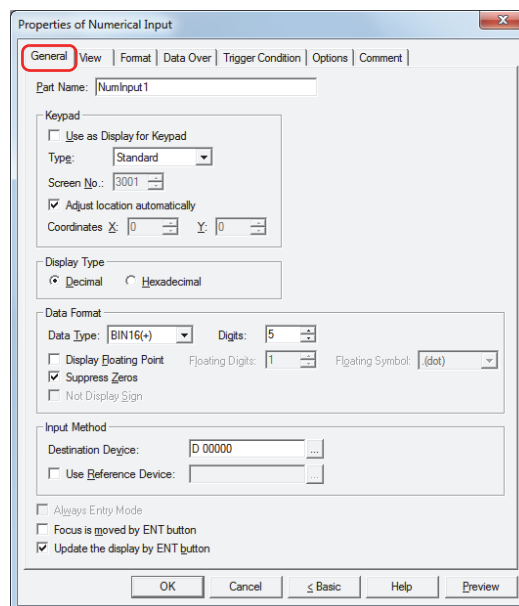 Properties of Numerical Input
General View Format Data Over Trigger Condition Options Comment
Part Name: NumInput1
Keypad
Use as Display for Keypad
Type: Standard
Screen No.: 3001
Adjust location automatically
Coordinates X: 0 Y: 0
Display Type
Decimal Hexadecimal
Data Format
Data Type: BIN16(+) Digits: 5
Display Floating Point Floating Digits: 1 Floating Symbol: .(dot)
Suppress Zeros
Not Display Sign
Input Method
Destination Device: D 00000 ...
Use Reference Device: ...
Always Entry Mode
Focus is moved by ENT button
Update the display by ENT button
OK Cancel < Basic Help Preview